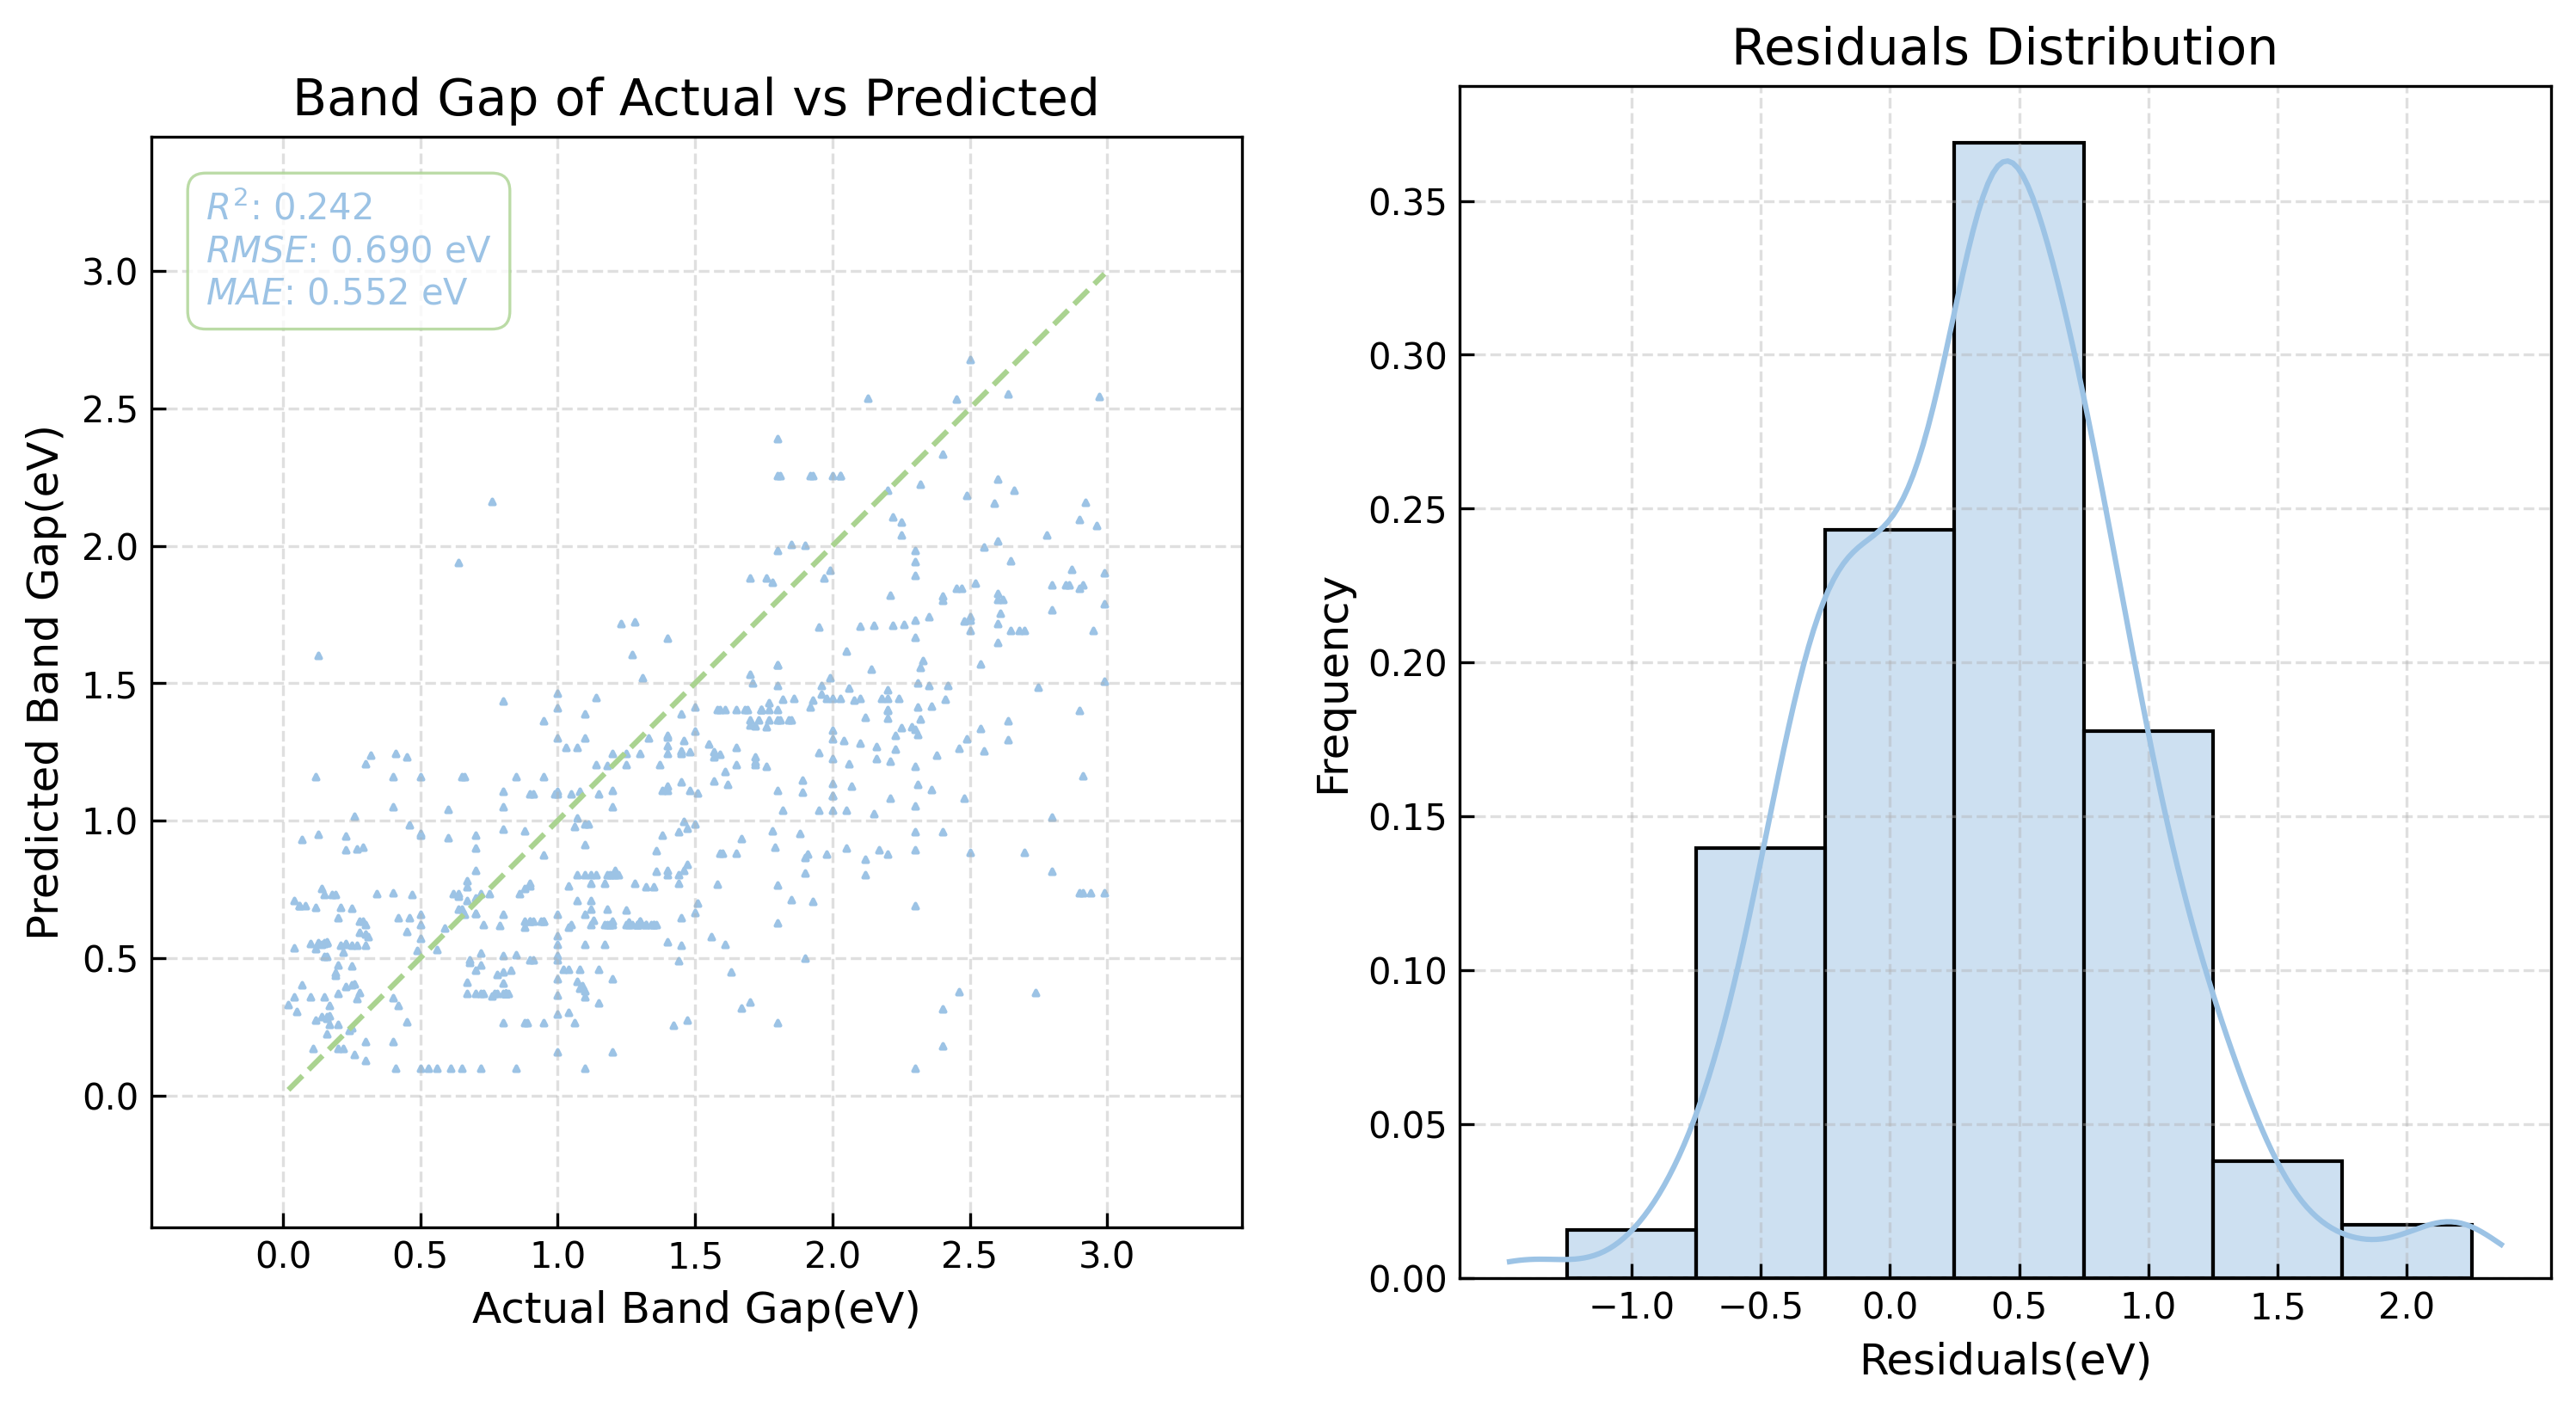 Band Gap of Actual vs Predicted
R²: 0.242
RMSE: 0.690 eV
MAE: 0.552 eV
3.0
2.5
2.0
1.5
1.0
0.5
0.0
Predicted Band Gap(eV)
0.0 0.5 1.0 1.5 2.0 2.5 3.0
Actual Band Gap(eV)
Residuals Distribution
0.35
0.30
0.25
0.20
0.15
0.10
0.05
0.00
Frequency
−1.0 −0.5 0.0 0.5 1.0 1.5 2.0
Residuals(eV)